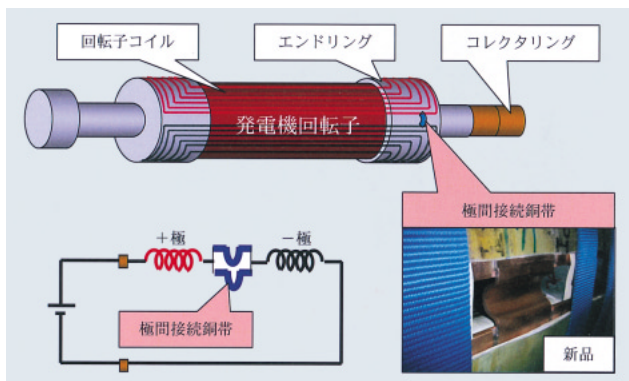 回転子コイル
エンドリング
コレクタリング
発電機回転子
極間接続銅帯
+極
−極
極間接続銅帯
新品